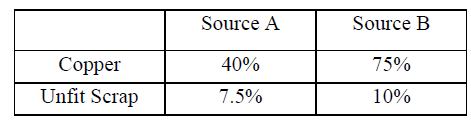 Source A Source B
Copper 40% 75%
Unfit Scrap 7.5% 10%